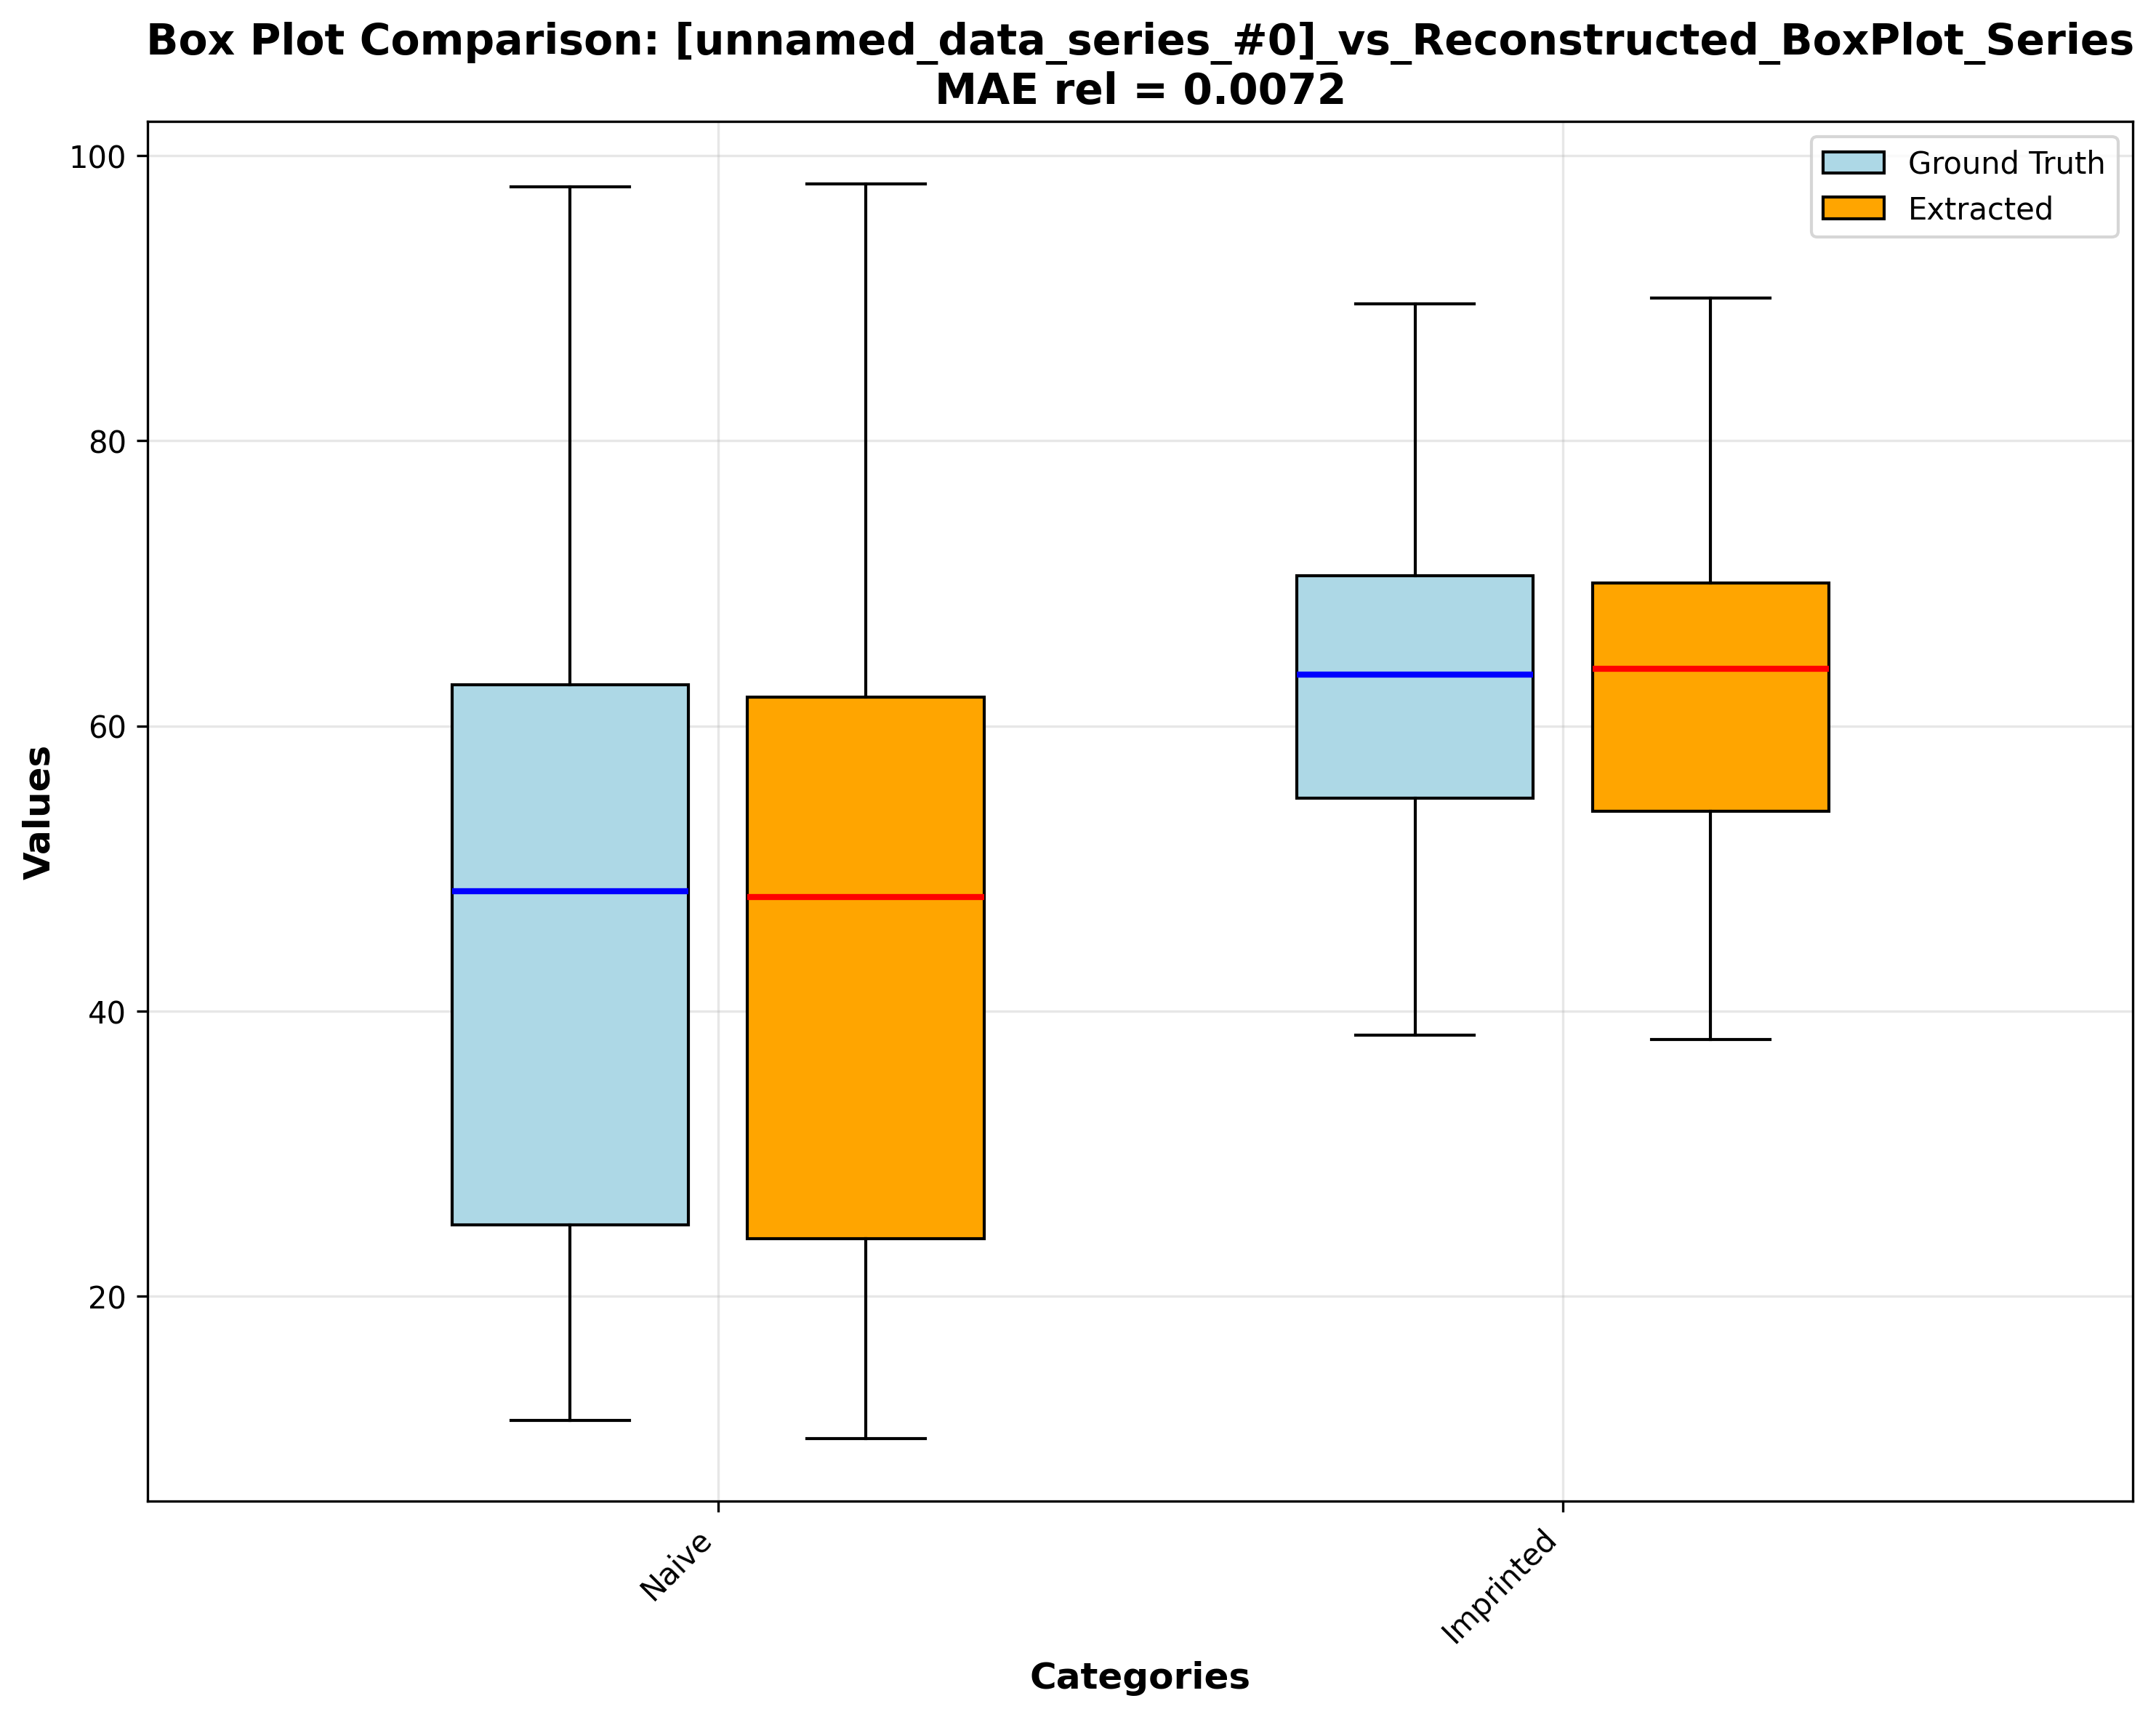 Box Plot Comparison: [unnamed_data_series_#0]_vs_Reconstructed_BoxPlot_Series
MAE rel = 0.0072
Ground Truth
Extracted
100
80
60
40
20
Values
Naive
Imprinted
Categories